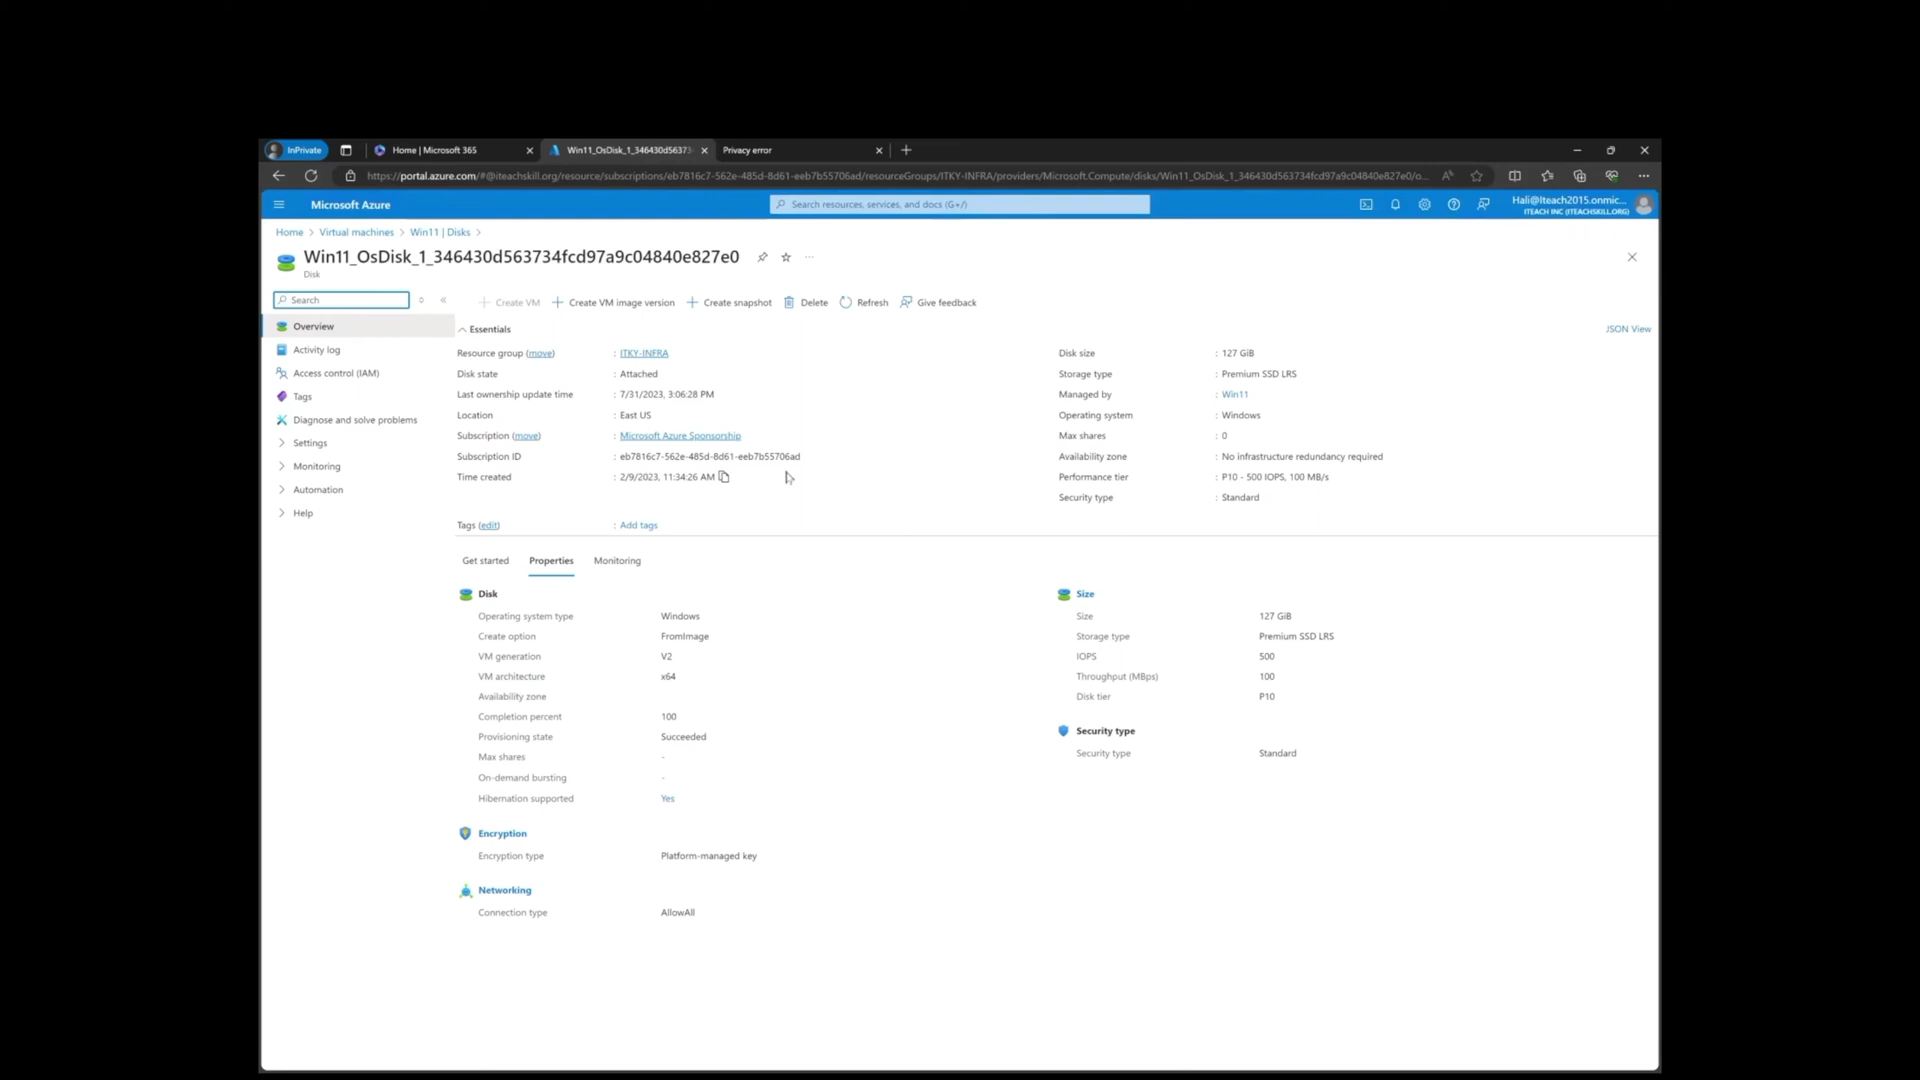 InPrivate
Home | Microsoft 365
Win11_OsDisk_1_346430d563734
Privacy error
https://portal.azure.com/#@iteachskill.org/resource/subscriptions/eb7816c7-562e-485d-8d61-eeb7b55706ad/resourceGroups/ITKY-INFRA/providers/Microsoft.Compute/disks/Win11_OsDisk_1_346430d563734fcd97a9c04840e827e0/o...
Microsoft Azure
Search resources, services, and docs (G+/)
Hali@Iteach2015.onmic...
ITEACH INC (ITEACHSKILL.ORG)
Home > Virtual machines > Win11 | Disks >
Win11_OsDisk_1_346430d563734fcd97a9c04840e827e0
Disk
Search
Create VM
Create VM image version
Create snapshot
Delete
Refresh
Give feedback
Overview
Activity log
Access control (IAM)
Tags
Diagnose and solve problems
Settings
Monitoring
Automation
Help
Essentials
JSON View
Resource group (move) : ITKY-INFRA
Disk state : Attached
Last ownership update time : 7/31/2023, 3:06:28 PM
Location : East US
Subscription (move) : Microsoft Azure Sponsorship
Subscription ID : eb7816c7-562e-485d-8d61-eeb7b55706ad
Time created : 2/9/2023, 11:34:26 AM
Disk size : 127 GiB
Storage type : Premium SSD LRS
Managed by : Win11
Operating system : Windows
Max shares : 0
Availability zone : No infrastructure redundancy required
Performance tier : P10 - 500 IOPS, 100 MB/s
Security type : Standard
Tags (edit) : Add tags
Get started
Properties
Monitoring
Disk
Operating system type Windows
Create option FromImage
VM generation V2
VM architecture x64
Availability zone
Completion percent 100
Provisioning state Succeeded
Max shares -
On-demand bursting -
Hibernation supported Yes
Encryption
Encryption type Platform-managed key
Networking
Connection type AllowAll
Size
Size 127 GiB
Storage type Premium SSD LRS
IOPS 500
Throughput (MBps) 100
Disk tier P10
Security type
Security type Standard